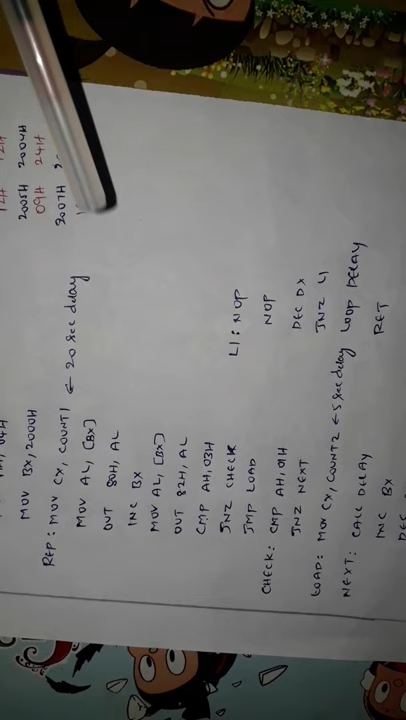 2005H 2004H
09H 24H
2007H
MOV BX, 2000H
REP: MOV CX, COUNT1 ← 20 sec delay
MOV AL, [BX]
OUT 80H, AL
INC BX
MOV AL, [BX]
OUT 82H, AL
CMP AH, 03H
JNZ CHECK
JMP LOAD
CHECK: CMP AH, 01H
JNZ NEXT
LOAD: MOV CX, COUNT2 ← 5 sec delay
NEXT: CALL DELAY
INC BX
DEC
L1: NOP
NOP
DEC DX
JNZ L1
LOOP DELAY
RET